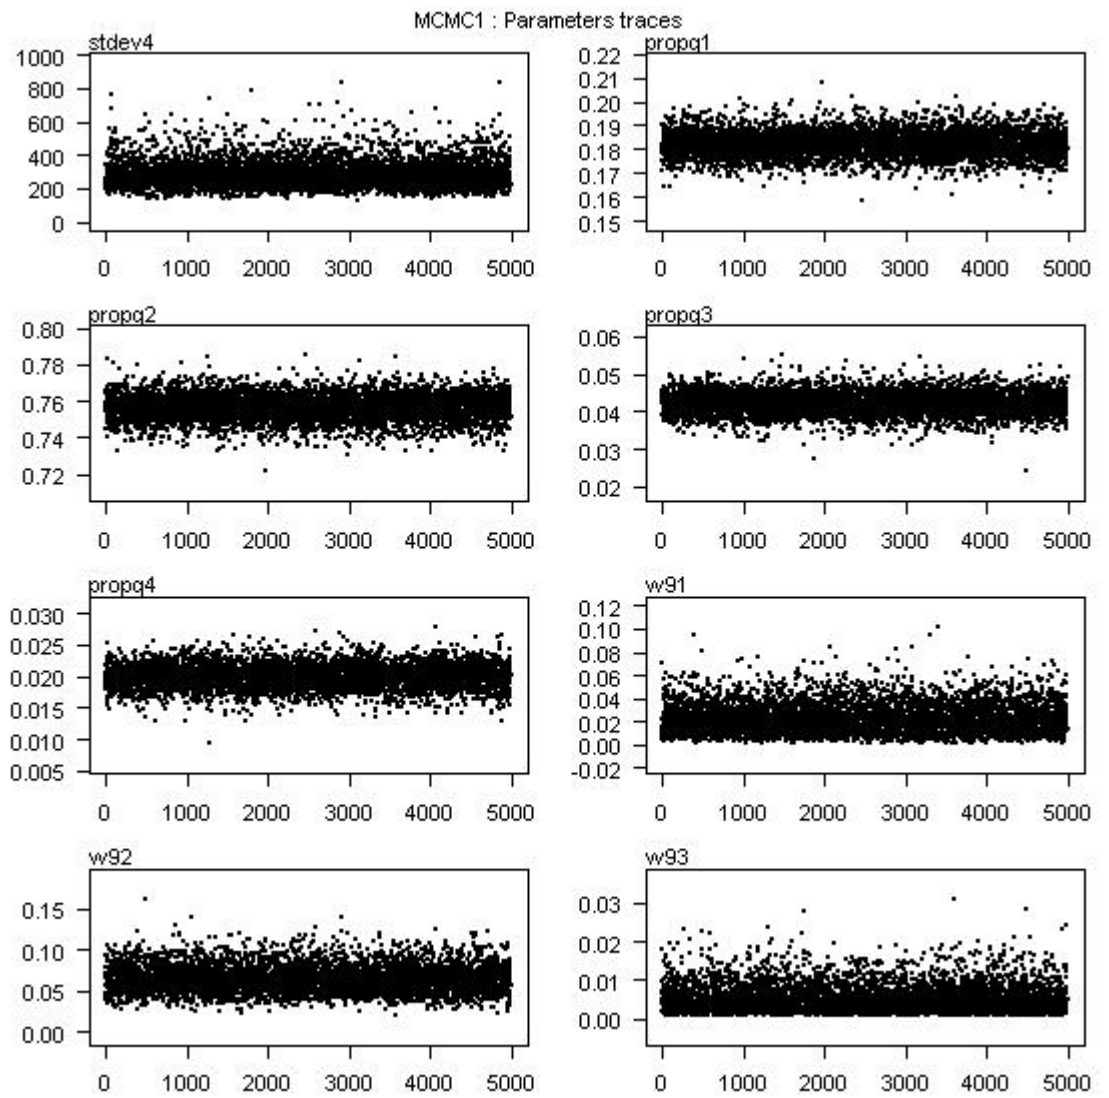 MCMC1 : Parameters traces
stdev4
1000
800
600
400
200
0
0 1000 2000 3000 4000 5000
propq1
0.22
0.21
0.20
0.19
0.18
0.17
0.16
0.15
0 1000 2000 3000 4000 5000
propq2
0.80
0.78
0.76
0.74
0.72
0 1000 2000 3000 4000 5000
propq3
0.06
0.05
0.04
0.03
0.02
0 1000 2000 3000 4000 5000
propq4
0.030
0.025
0.020
0.015
0.010
0.005
0 1000 2000 3000 4000 5000
w91
0.12
0.10
0.08
0.06
0.04
0.02
0.00
-0.02
0 1000 2000 3000 4000 5000
w92
0.15
0.10
0.05
0.00
0 1000 2000 3000 4000 5000
w93
0.03
0.02
0.01
0.00
0 1000 2000 3000 4000 5000